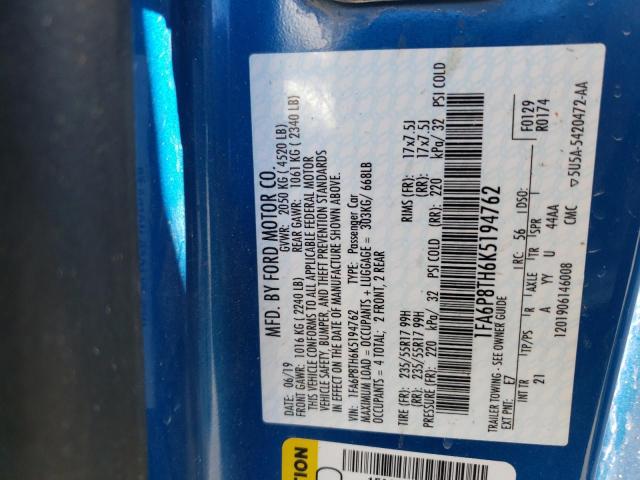 MFD. BY FORD MOTOR CO.
DATE: 06/19 GVWR: 2050 KG ( 4520 LB)
FRONT GAWR: 1016 KG ( 2240 LB) REAR GAWR: 1061 KG ( 2340 LB)
THIS VEHICLE CONFORMS TO ALL APPLICABLE FEDERAL MOTOR
VEHICLE SAFETY, BUMPER, AND THEFT PREVENTION STANDARDS
IN EFFECT ON THE DATE OF MANUFACTURE SHOWN ABOVE.
VIN: 1FA6P8TH6K5194762 TYPE: Passenger Car
MAXIMUM LOAD = OCCUPANTS + LUGGAGE = 303KG/ 668LB
OCCUPANTS = 4 TOTAL; 2 FRONT, 2 REAR
TIRE (FR): 235/55R17 99H RIMS (FR): 17x7.5J
(RR): 235/55R17 99H (RR): 17x7.5J
PRESSURE (FR): 220 kPa/ 32 PSI COLD (RR): 220 kPa/ 32 PSI COLD
1FA6P8TH6K5194762
TRAILER TOWING - SEE OWNER GUIDE F0129
EXT PNT: E7 RC: 56 DSO: R0174
INT TR TP/PS R AXLE TR SPR
21 A YY U 44AA
1201906146008 CMC ▽5U5A-5420472-AA